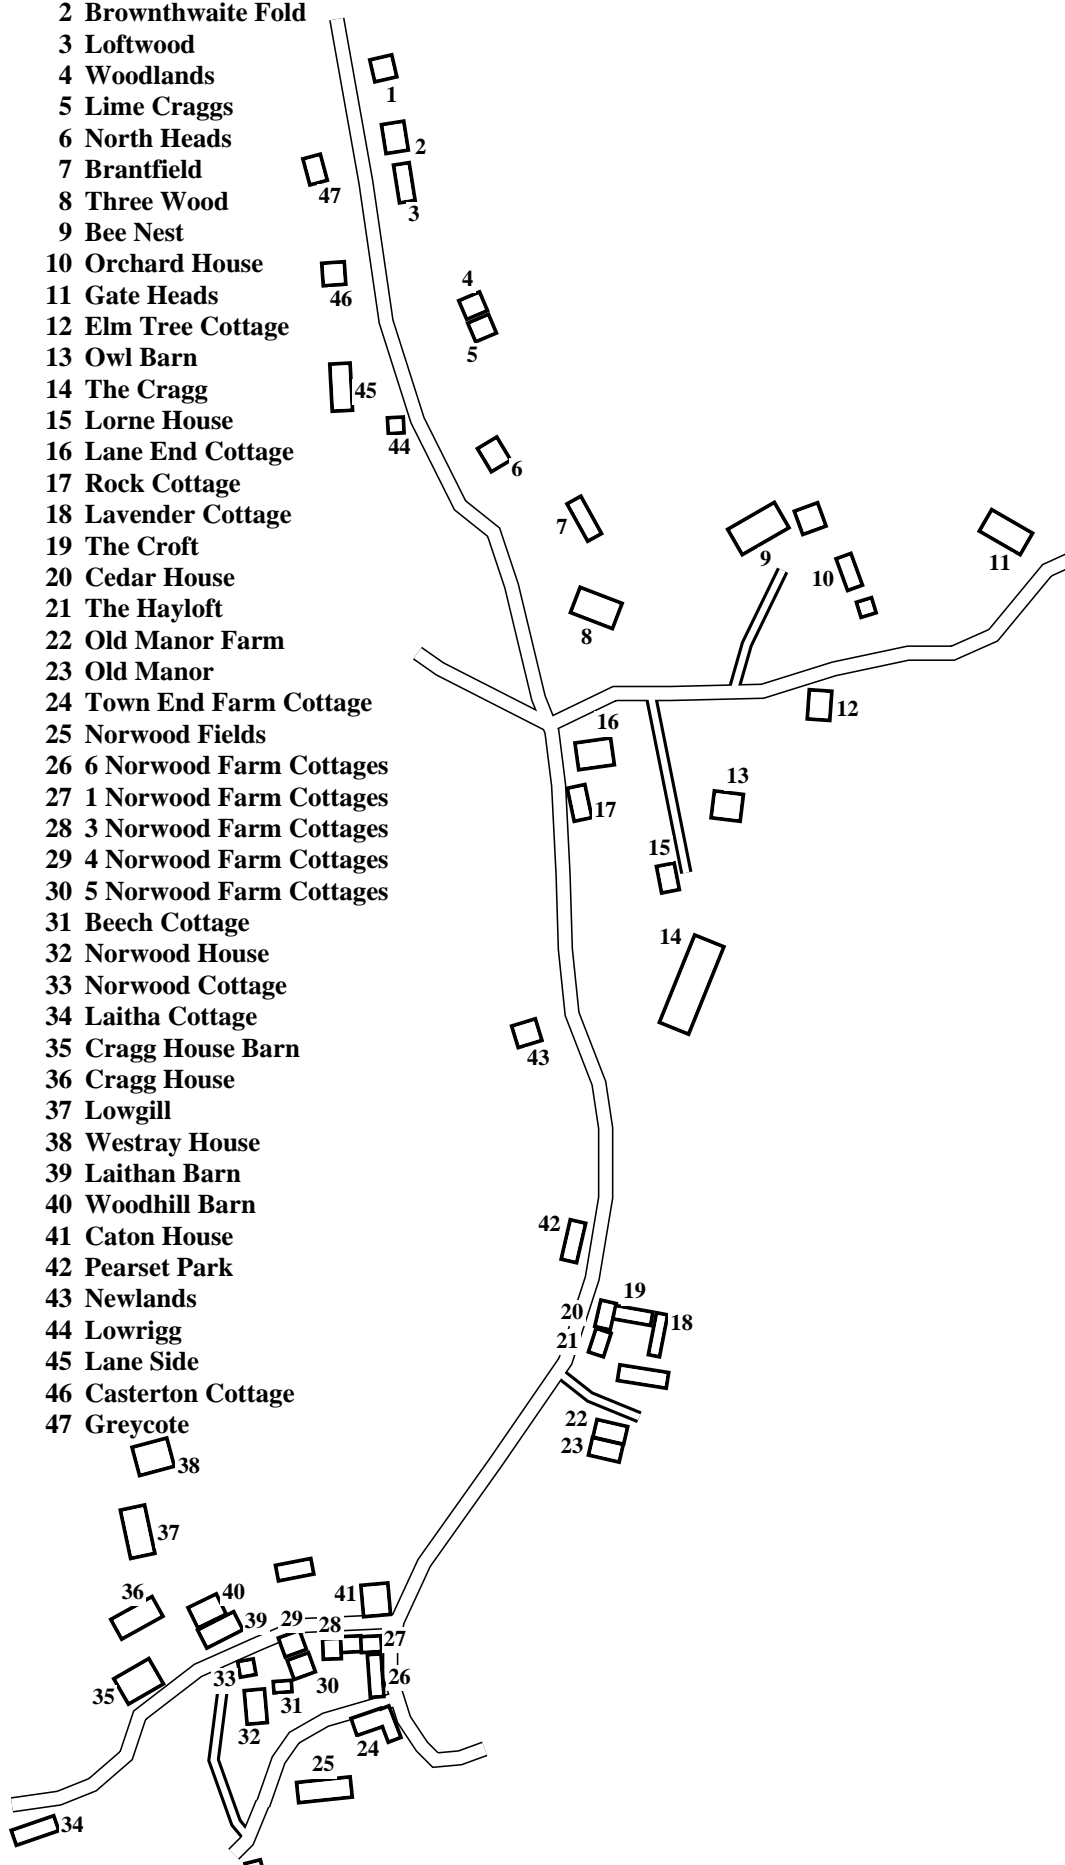 2 Brownthwaite Fold
3 Loftwood
4 Woodlands
5 Lime Craggs
6 North Heads
7 Brantfield
8 Three Wood
9 Bee Nest
10 Orchard House
11 Gate Heads
12 Elm Tree Cottage
13 Owl Barn
14 The Cragg
15 Lorne House
16 Lane End Cottage
17 Rock Cottage
18 Lavender Cottage
19 The Croft
20 Cedar House
21 The Hayloft
22 Old Manor Farm
23 Old Manor
24 Town End Farm Cottage
25 Norwood Fields
26 6 Norwood Farm Cottages
27 1 Norwood Farm Cottages
28 3 Norwood Farm Cottages
29 4 Norwood Farm Cottages
30 5 Norwood Farm Cottages
31 Beech Cottage
32 Norwood House
33 Norwood Cottage
34 Laitha Cottage
35 Cragg House Barn
36 Cragg House
37 Lowgill
38 Westray House
39 Laithan Barn
40 Woodhill Barn
41 Caton House
42 Pearset Park
43 Newlands
44 Lowrigg
45 Lane Side
46 Casterton Cottage
47 Greycote
1
2
47
3
4
46
5
45
44
6
7
9
11
10
8
12
16
13
17
15
14
43
42
19
20
18
21
22
23
38
37
36
40
41
39
29
28
27
33
30
26
35
31
32
24
25
34